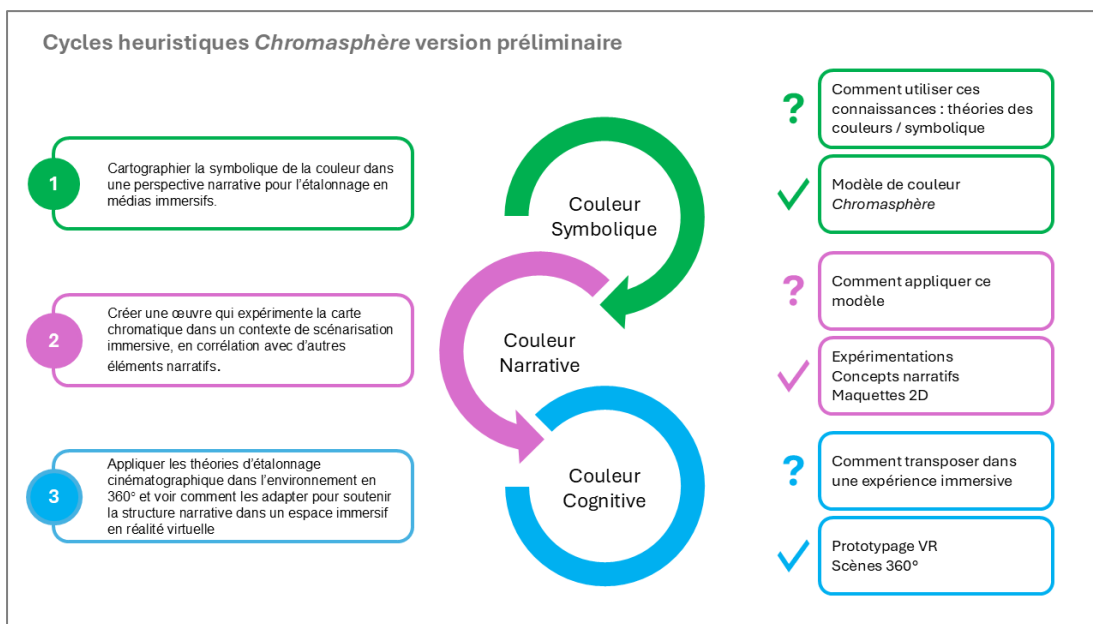 Cycles heuristiques Chromasphère version préliminaire
1
Cartographier la symbolique de la couleur dans
une perspective narrative pour l'étalonnage en
médias immersifs.
Couleur
Symbolique
?
Comment utiliser ces
connaissances : théories des
couleurs / symbolique
Modèle de couleur
Chromasphère
2
Créer une œuvre qui expérimente la carte
chromatique dans un contexte de scénarisation
immersive, en corrélation avec d'autres
éléments narratifs.
Couleur
Narrative
?
Comment appliquer ce
modèle
Expérimentations
Concepts narratifs
Maquettes 2D
3
Appliquer les théories d'étalonnage
cinématographique dans l'environnement en
360° et voir comment les adapter pour soutenir
la structure narrative dans un espace immersif
en réalité virtuelle
Couleur
Cognitive
?
Comment transposer dans
une expérience immersive
Prototypage VR
Scènes 360°